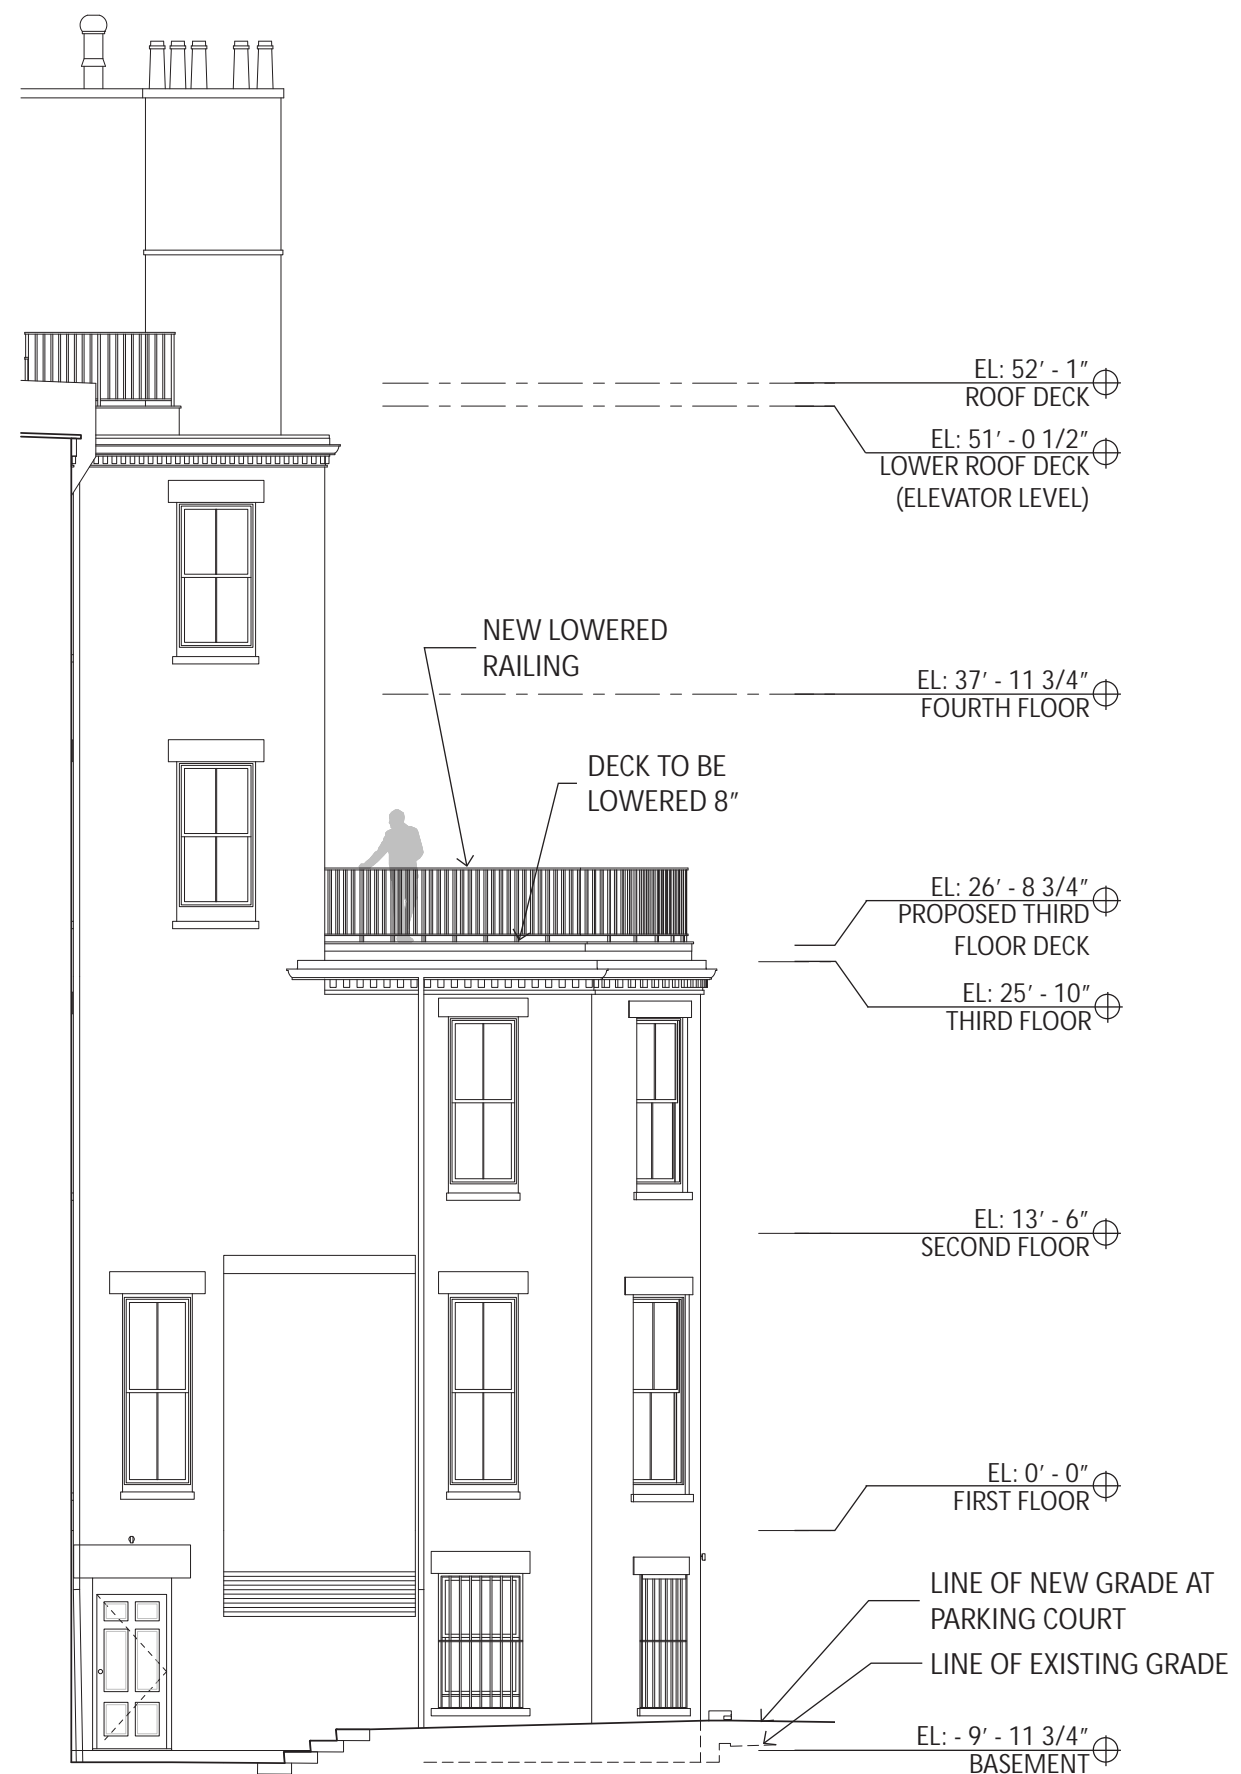 EL: 52' - 1"
ROOF DECK
EL: 51' - 0 1/2"
LOWER ROOF DECK
(ELEVATOR LEVEL)
NEW LOWERED
RAILING
EL: 37' - 11 3/4"
FOURTH FLOOR
DECK TO BE
LOWERED 8"
EL: 26' - 8 3/4"
PROPOSED THIRD
FLOOR DECK
EL: 25' - 10"
THIRD FLOOR
EL: 13' - 6"
SECOND FLOOR
EL: 0' - 0"
FIRST FLOOR
LINE OF NEW GRADE AT
PARKING COURT
LINE OF EXISTING GRADE
EL: - 9' - 11 3/4"
BASEMENT